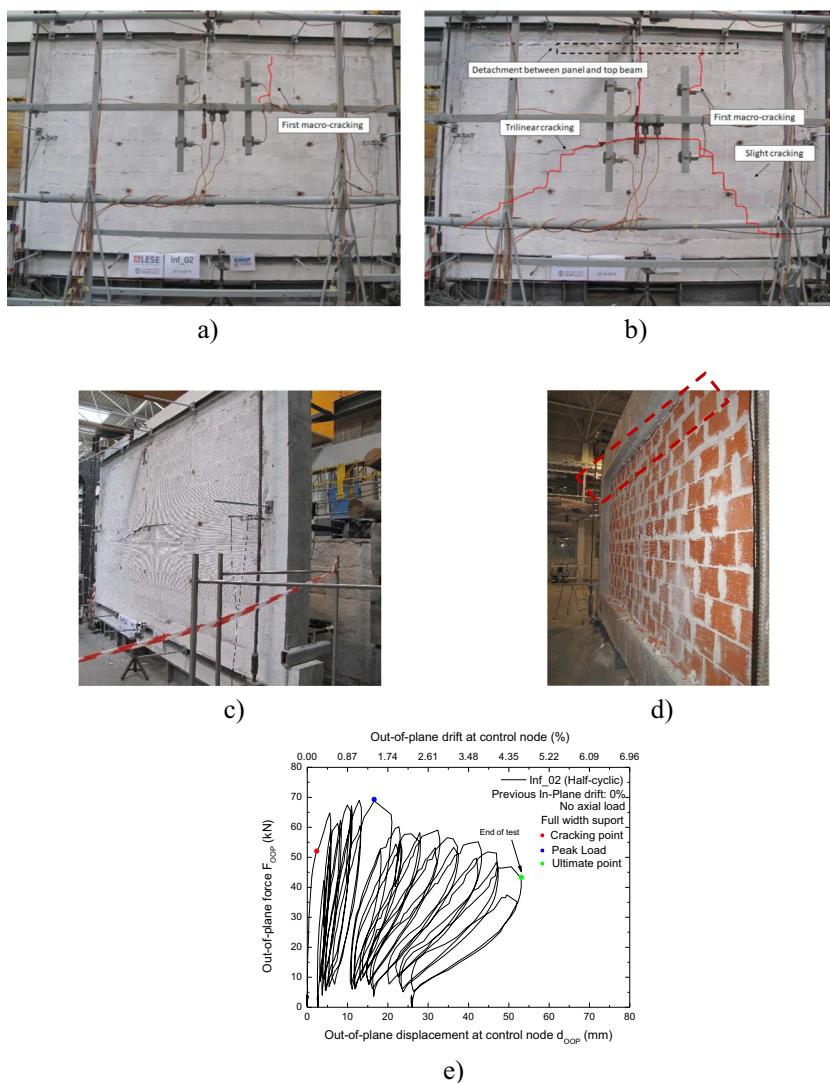 First macro-cracking
LESE
Inf_02
a)
Detachment between panel and top beam
Trilinear cracking
First macro-cracking
Slight cracking
b)
c)
d)
Out-of-plane drift at control node (%)
0.00 0.87 1.74 2.61 3.48 4.35 5.22 6.09 6.96
80
70
60
50
40
30
20
10
0
Out-of-plane force F_OOP (kN)
Inf_02 (Half-cyclic)
Previous In-Plane drift: 0%
No axial load
Full width suport
Cracking point
Peak Load
Ultimate point
End of test
0 10 20 30 40 50 60 70 80
Out-of-plane displacement at control node d_OOP (mm)
e)